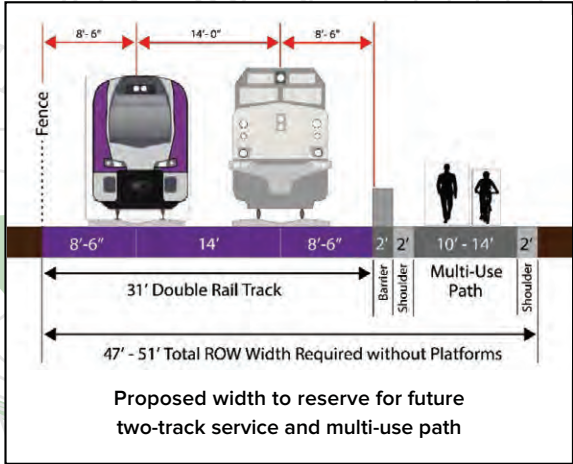 8'- 6"
14'- 0"
8'- 6"
Fence
8'-6"
14'
8'-6"
2'
2'
10' - 14'
2'
31' Double Rail Track
Barrier
Shoulder
Multi-Use
Path
Shoulder
47' - 51' Total ROW Width Required without Platforms
Proposed width to reserve for future
two-track service and multi-use path